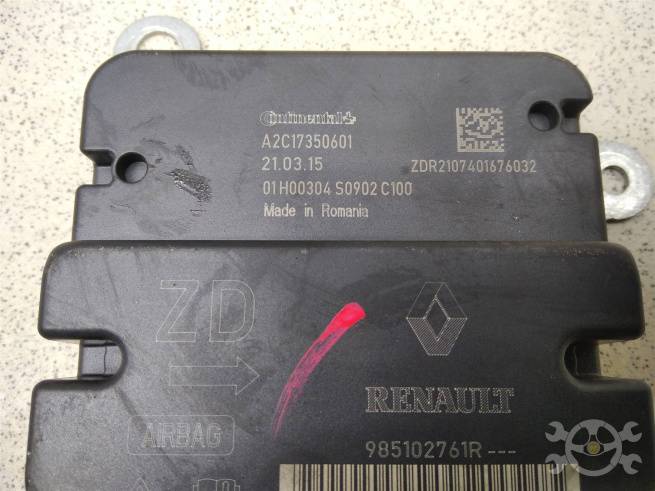 Continental
A2C17350601
21.03.15
ZDR2107401676032
01H00304 S0902 C100
Made in Romania
ZD
RENAULT
AIRBAG
985102761R ---